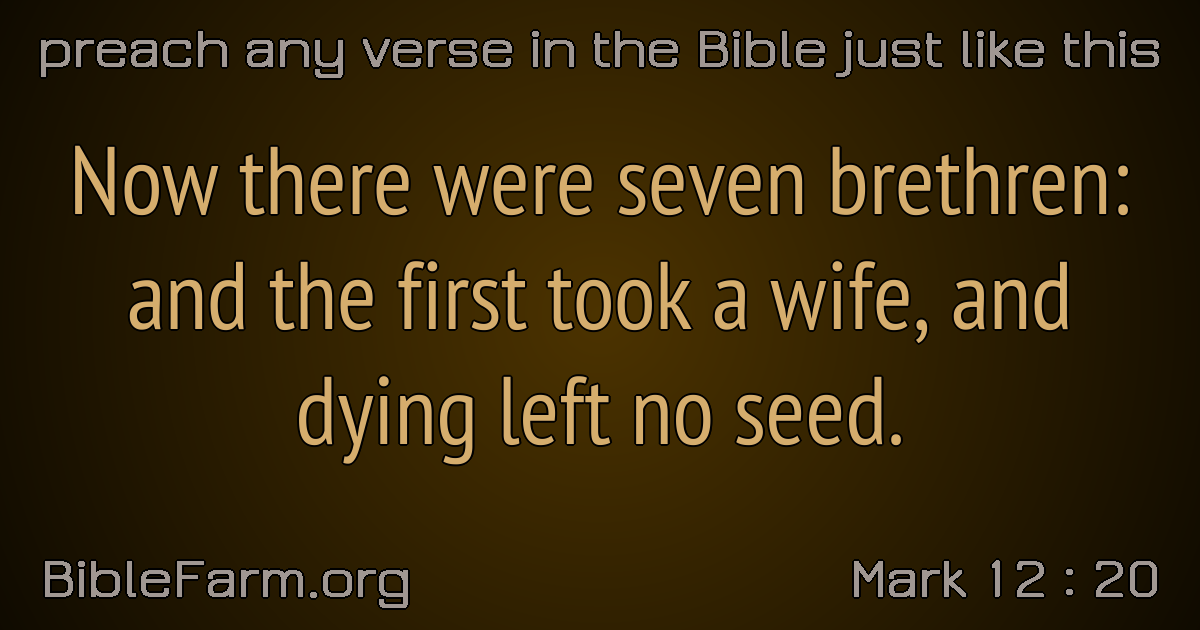 preach any verse in the Bible just like this
Now there were seven brethren:
and the first took a wife, and
dying left no seed.
BibleFarm.org
Mark 12 : 20